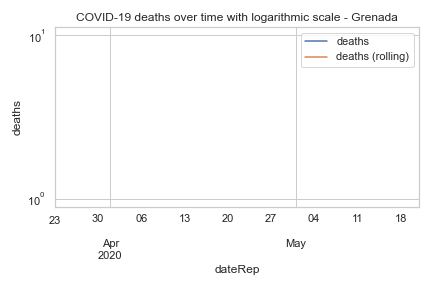 COVID-19 deaths over time with logarithmic scale - Grenada
deaths
deaths (rolling)
deaths
10¹
10⁰
23 30 06 13 20 27 04 11 18
Apr May
2020
dateRep